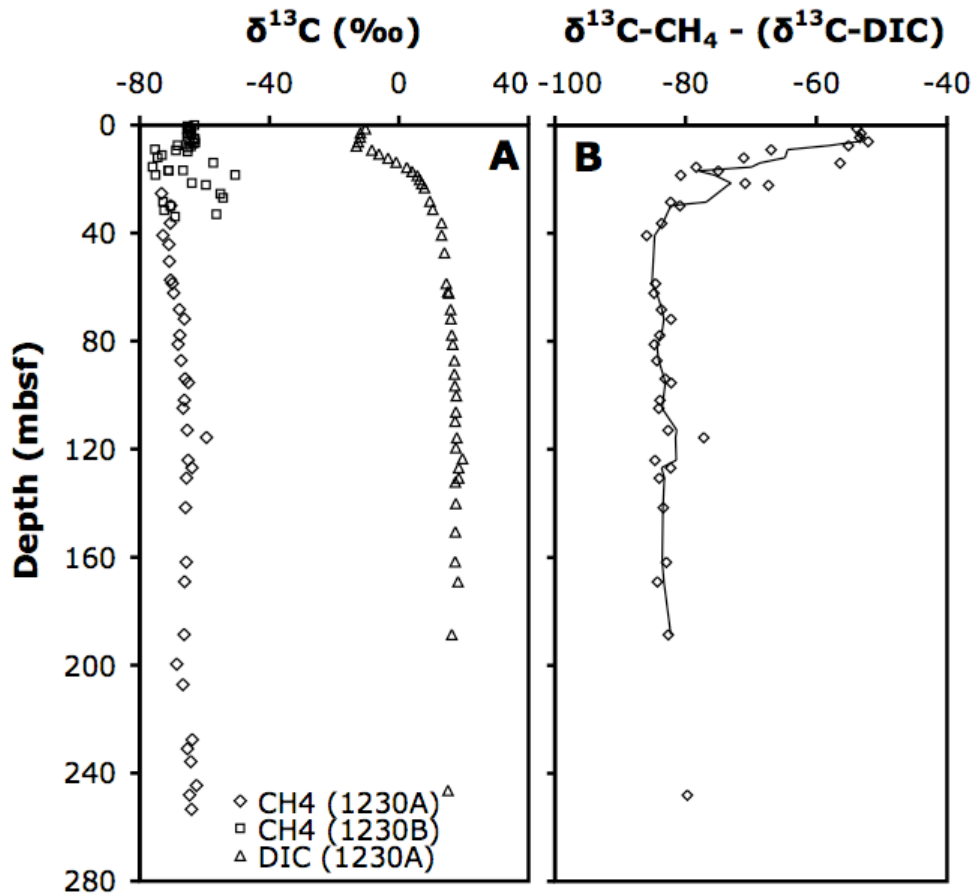 δ¹³C (‰)
δ¹³C-CH₄ - (δ¹³C-DIC)
-80 -40 0 40
-100 -80 -60 -40
0
40
80
120
160
200
240
280
Depth (mbsf)
A
B
CH4 (1230A)
CH4 (1230B)
DIC (1230A)